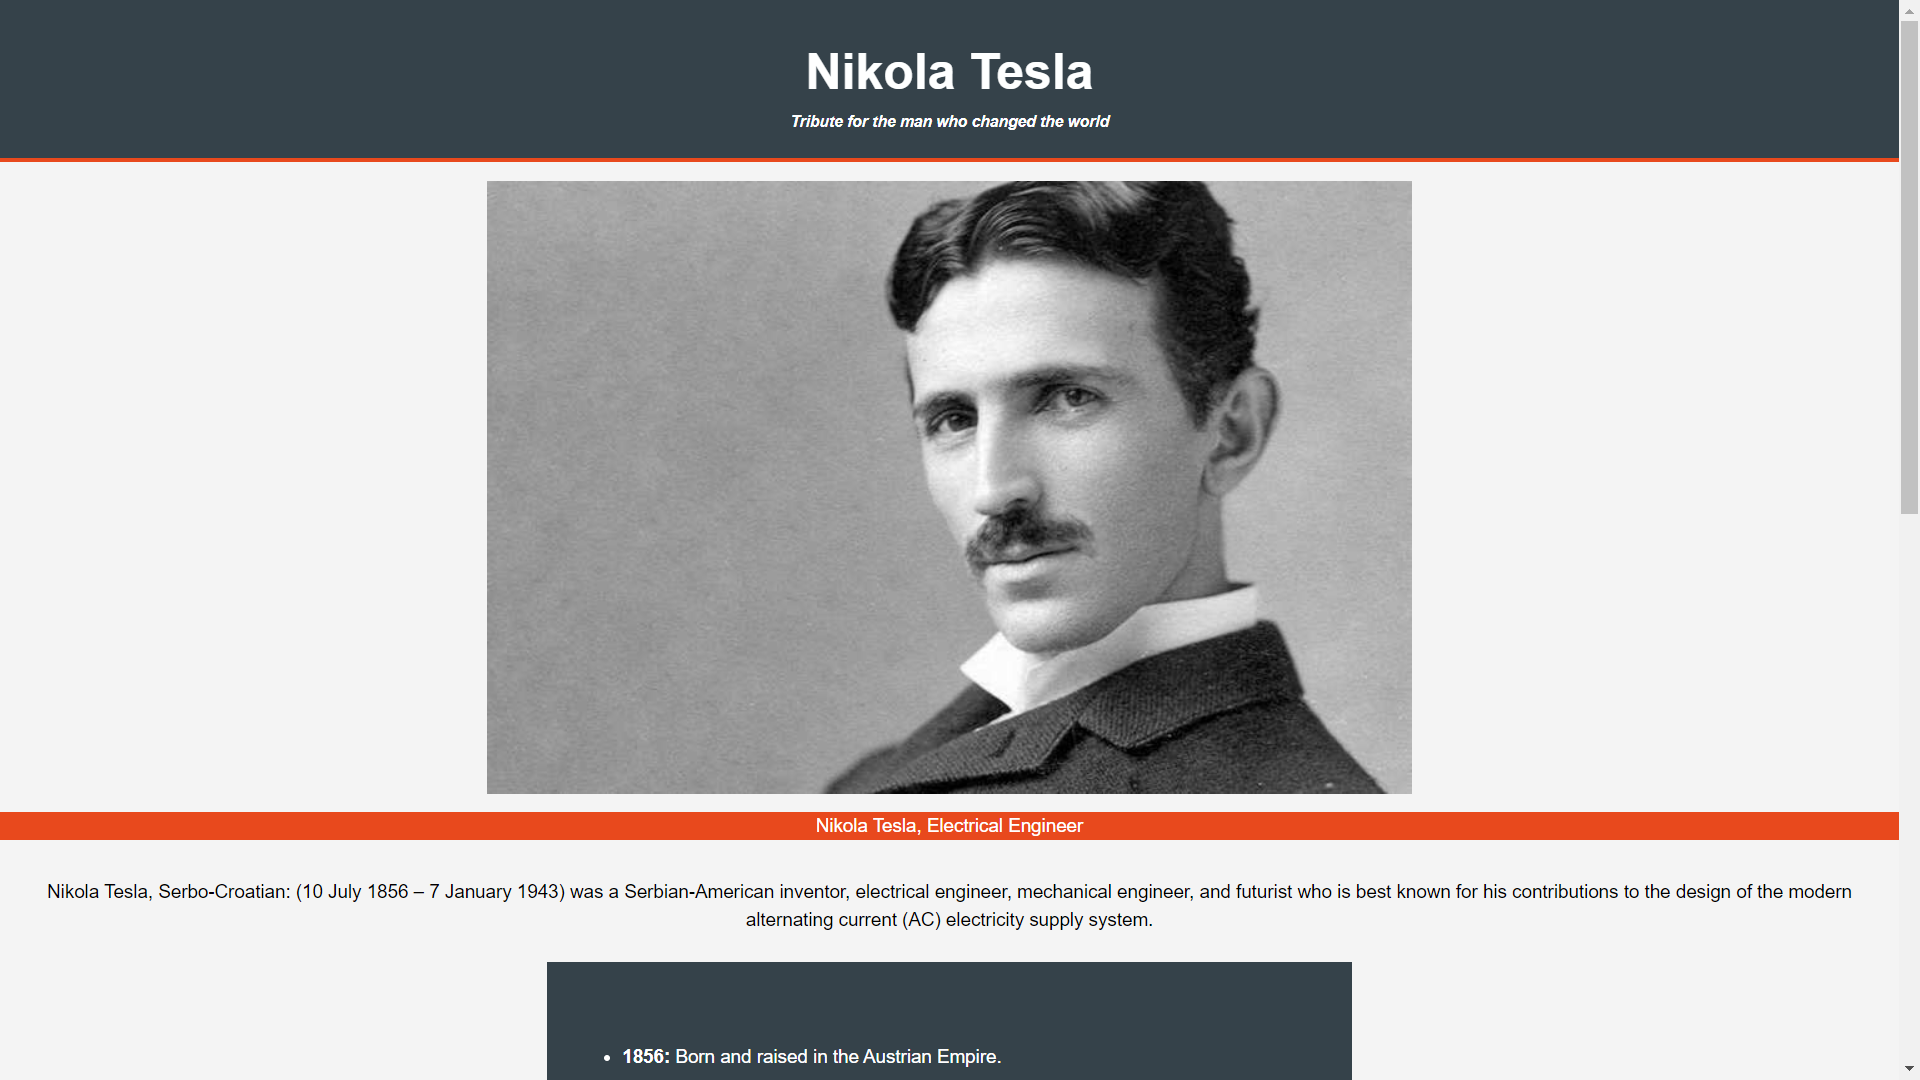 Nikola Tesla
Tribute for the man who changed the world
Nikola Tesla, Electrical Engineer
Nikola Tesla, Serbo-Croatian: (10 July 1856 – 7 January 1943) was a Serbian-American inventor, electrical engineer, mechanical engineer, and futurist who is best known for his contributions to the design of the modern
alternating current (AC) electricity supply system.
• 1856: Born and raised in the Austrian Empire.